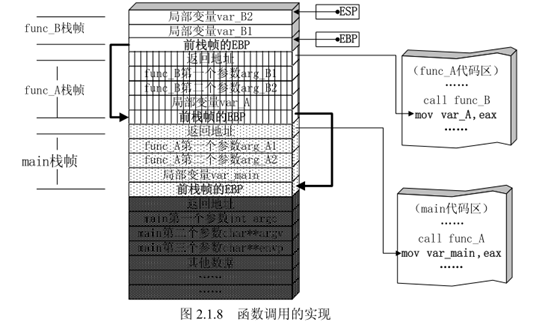 func_B栈帧
func_A栈帧
main栈帧
局部变量var_B2
局部变量var_B1
前栈帧的EBP
返回地址
func_B第一个参数arg_B1
func_B第二个参数arg_B2
局部变量var_A
前栈帧的EBP
返回地址
func_A第一个参数arg_A1
func_A第二个参数arg_A2
局部变量var_main
前栈帧的EBP
返回地址
main第一个参数int argc
main第二个参数char**argv
main第三个参数char**envp
其他数据
……
……
ESP
EBP
(func_A代码区)
……
call func_B
mov var_A,eax
……
(main代码区)
……
call func_A
mov var_main,eax
……
图 2.1.8 函数调用的实现